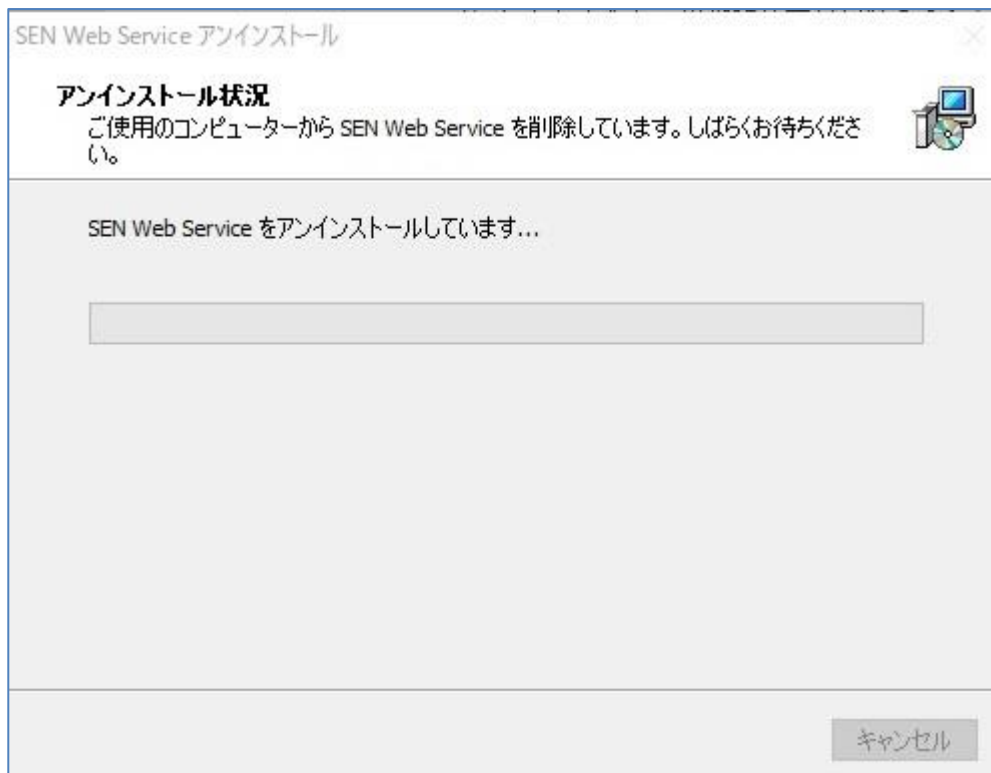 SEN Web Service アンインストール
アンインストール状況
ご使用のコンピューターから SEN Web Service を削除しています。しばらくお待ちくださ
い。
SEN Web Service をアンインストールしています...
キャンセル